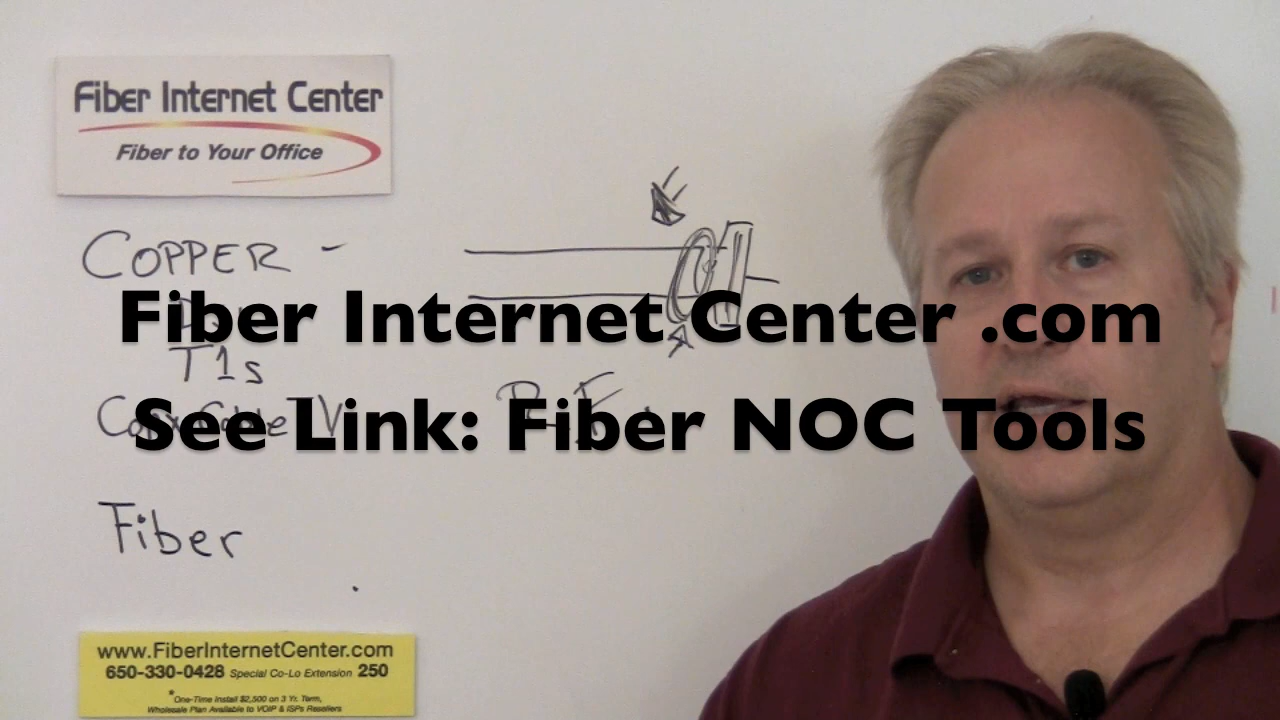 Fiber Internet Center
Fiber to Your Office
COPPER -
Fiber Internet Center .com
T1s
See Link: Fiber NOC Tools
Fiber
www.FiberInternetCenter.com
650-330-0428 Special Co-Lo Extension 250
*One-Time Install $2,500 on 3 Yr. Term,
Wholesale Plan Available to VOIP & ISPs Resellers